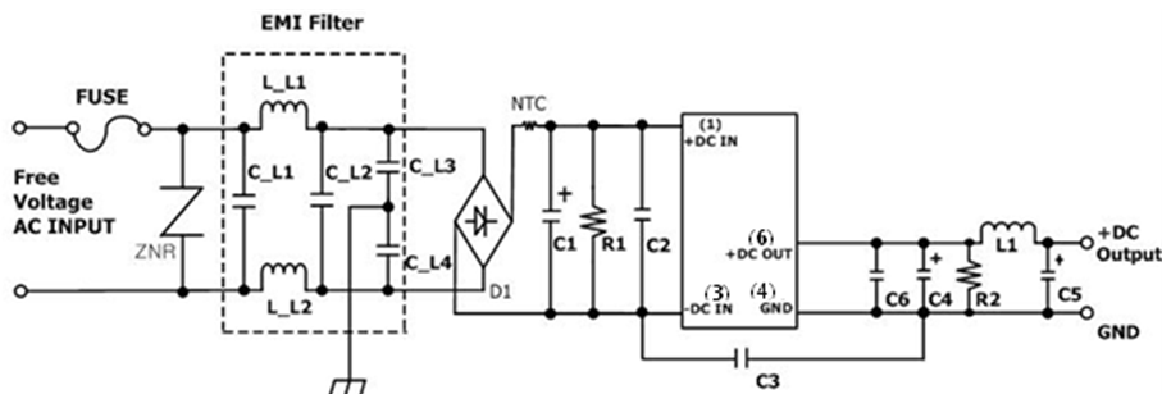 EMI Filter
FUSE
L_L1
NTC
C_L1
C_L2
C_L3
Free
Voltage
AC INPUT
ZNR
C_L4
L_L2
D1
+
C1
R1
C2
(1)
+DC IN
(6)
+DC OUT
(3)
-DC IN
(4)
GND
C6
+
C4
R2
L1
+
C5
+DC
Output
GND
C3